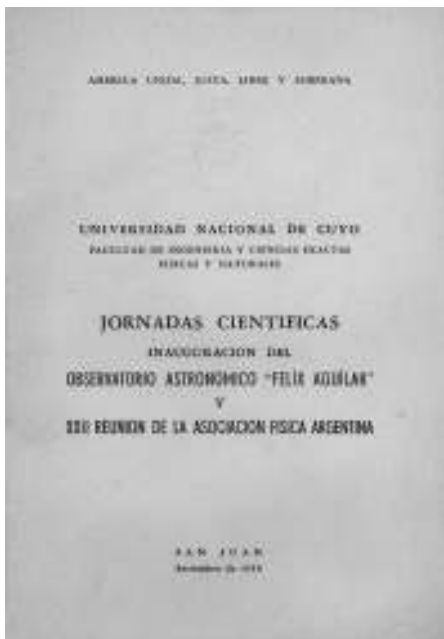 AMERICA UNIDA, JUSTA, LIBRE Y SOBERANA
UNIVERSIDAD NACIONAL DE CUYO
FACULTAD DE INGENIERIA Y CIENCIAS EXACTAS
FISICAS Y NATURALES
JORNADAS CIENTIFICAS
INAUGURACION DEL
OBSERVATORIO ASTRONOMICO "FELIX AGUILAR"
Y
REUNION DE LA ASOCIACION FISICA ARGENTINA
SAN JUAN
de